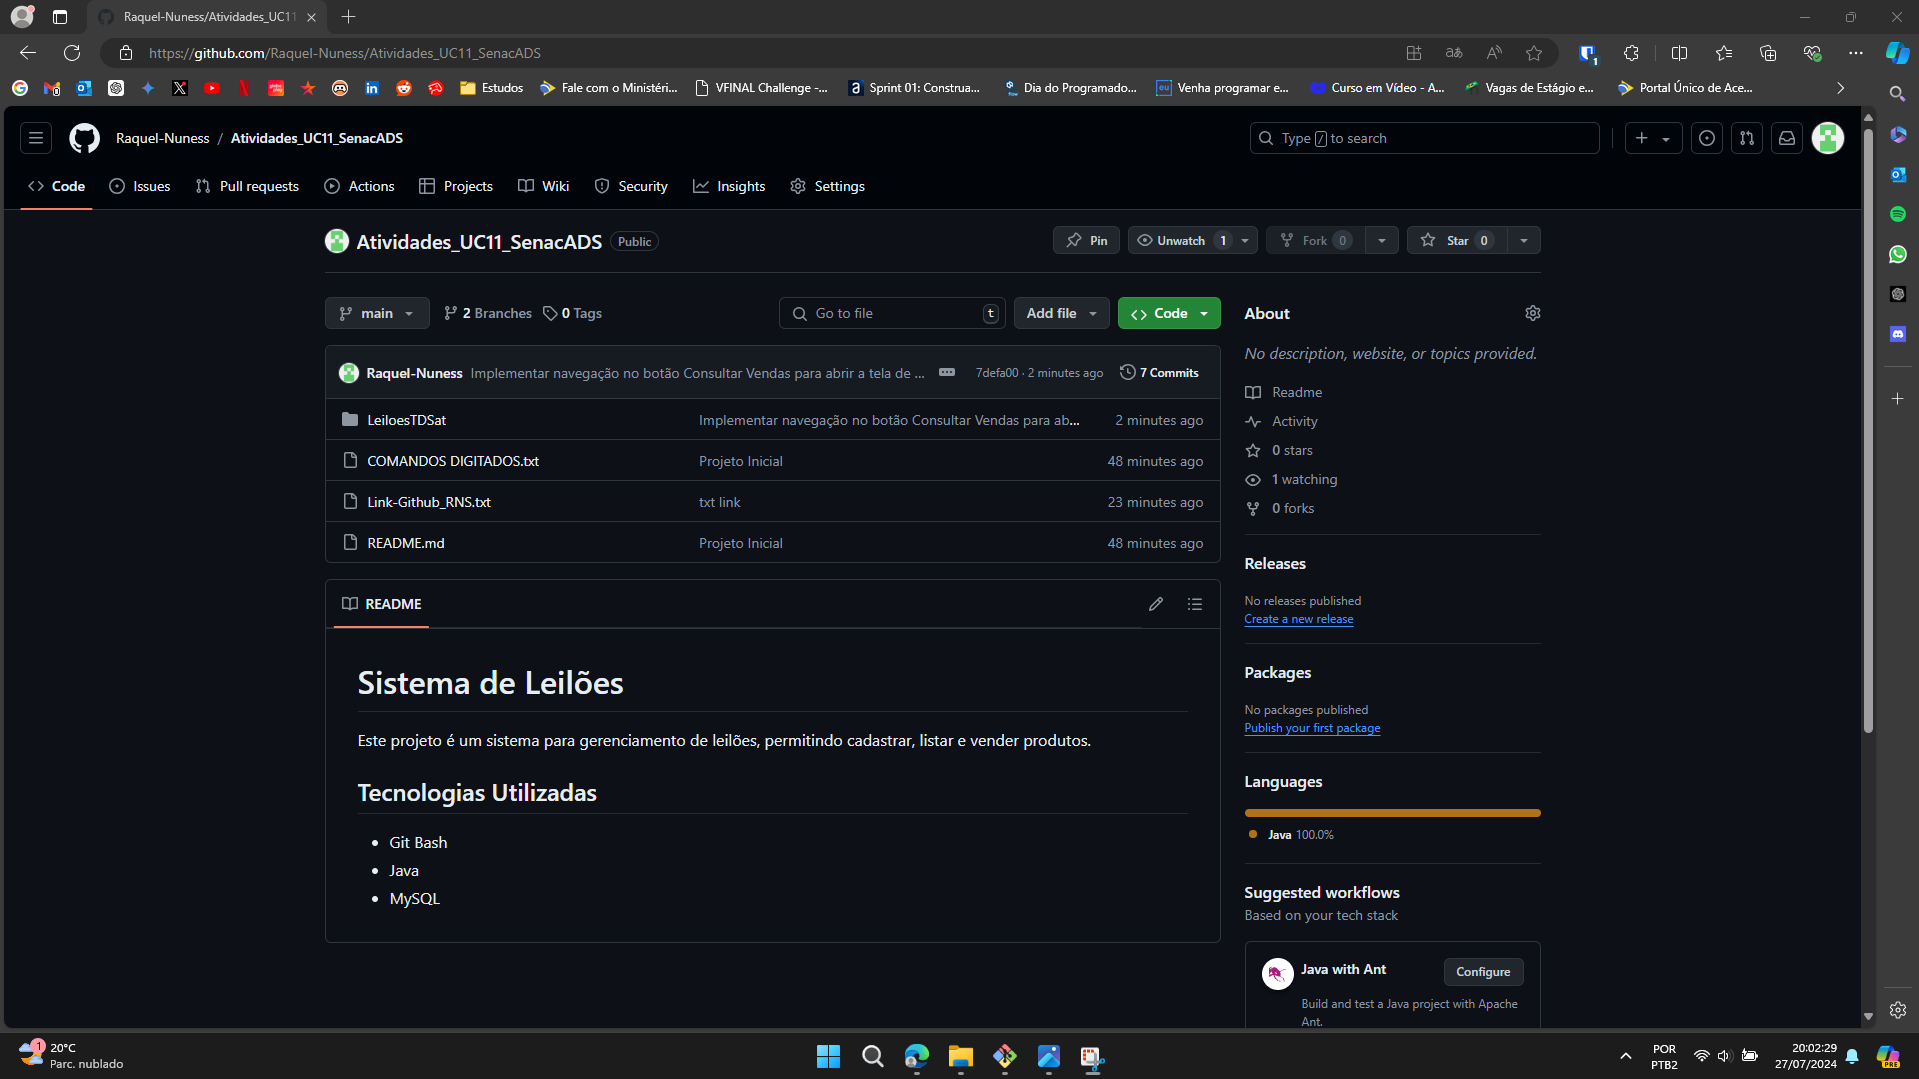 Raquel-Nuness/Atividades_UC11
https://github.com/Raquel-Nuness/Atividades_UC11_SenacADS
1
Estudos
Fale com o Ministéri...
VFINAL Challenge -...
Sprint 01: Construa...
Dia do Programado...
Venha programar e...
Curso em Vídeo - A...
Vagas de Estágio e...
Portal Único de Ace...
Raquel-Nuness / Atividades_UC11_SenacADS
Type / to search
Code
Issues
Pull requests
Actions
Projects
Wiki
Security
Insights
Settings
Atividades_UC11_SenacADS Public
Pin
Unwatch 1
Fork 0
Star 0
main
2 Branches
0 Tags
Go to file t
Add file
Code
Raquel-Nuness Implementar navegação no botão Consultar Vendas para abrir a tela de ... 7defa00 · 2 minutes ago 7 Commits
LeiloesTDSat Implementar navegação no botão Consultar Vendas para ab... 2 minutes ago
COMANDOS DIGITADOS.txt Projeto Inicial 48 minutes ago
Link-Github_RNS.txt txt link 23 minutes ago
README.md Projeto Inicial 48 minutes ago
README
Sistema de Leilões
Este projeto é um sistema para gerenciamento de leilões, permitindo cadastrar, listar e vender produtos.
Tecnologias Utilizadas
• Git Bash
• Java
• MySQL
About
No description, website, or topics provided.
Readme
Activity
0 stars
1 watching
0 forks
Releases
No releases published
Create a new release
Packages
No packages published
Publish your first package
Languages
Java 100.0%
Suggested workflows
Based on your tech stack
Java with Ant
Configure
Build and test a Java project with Apache
Ant.
1
20°C
Parc. nublado
POR
PTB2
20:02:29
27/07/2024
PRE